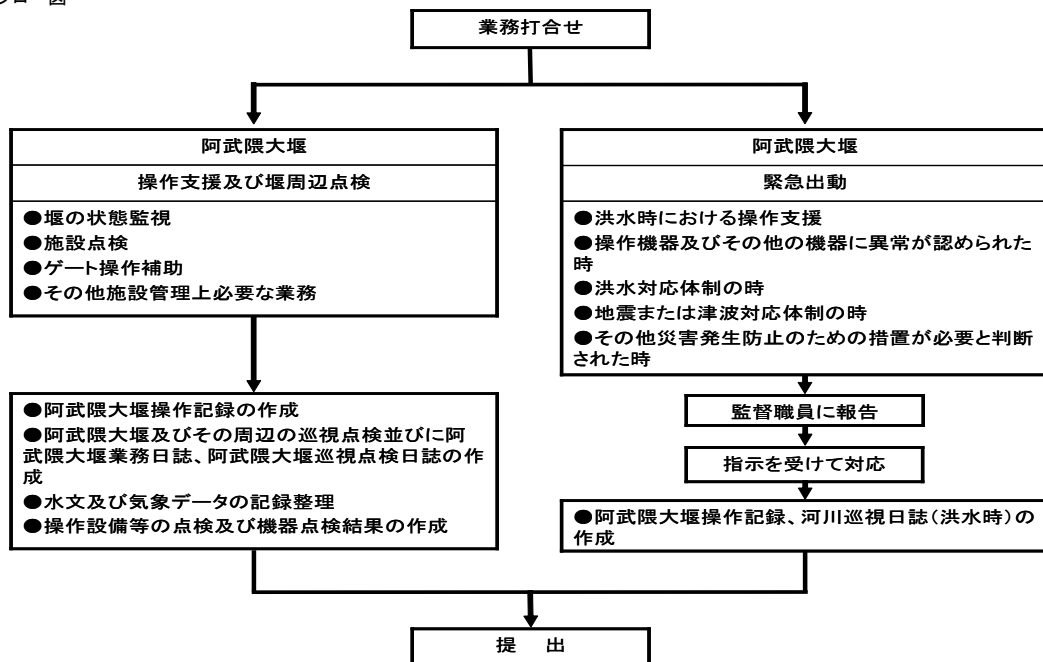 フロー図
業務打合せ
阿武隈大堰
操作支援及び堰周辺点検
●堰の状態監視
●施設点検
●ゲート操作補助
●その他施設管理上必要な業務
阿武隈大堰
緊急出動
●洪水時における操作支援
●操作機器及びその他の機器に異常が認められた
時
●洪水対応体制の時
●地震または津波対応体制の時
●その他災害発生防止のための措置が必要と判断
された時
●阿武隈大堰操作記録の作成
●阿武隈大堰及びその周辺の巡視点検並びに阿
武隈大堰業務日誌、阿武隈大堰巡視点検日誌の作
成
●水文及び気象データの記録整理
●操作設備等の点検及び機器点検結果の作成
監督職員に報告
指示を受けて対応
●阿武隈大堰操作記録、河川巡視日誌(洪水時)の
作成
提 出